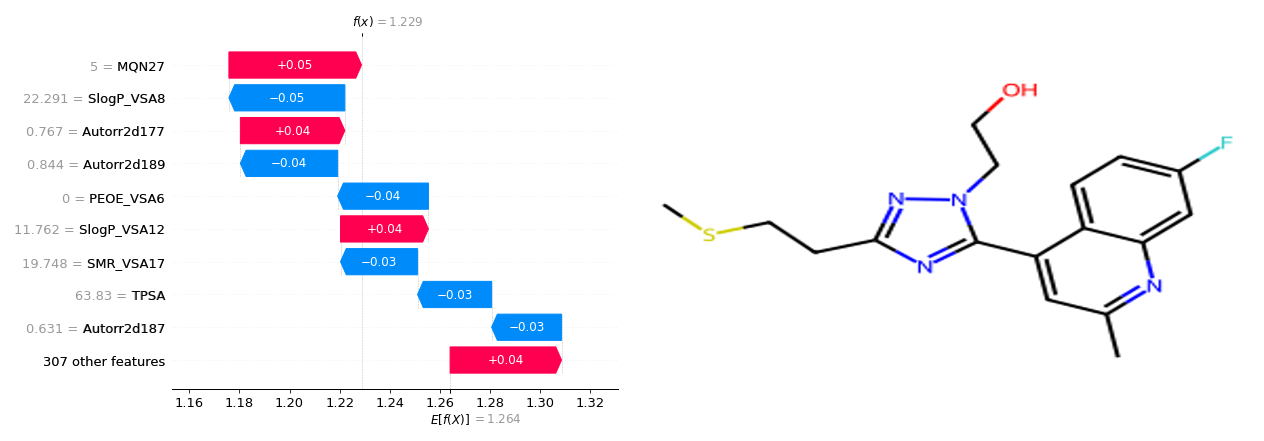 f(x) = 1.229
5 = MQN27
+0.05
22.291 = SlogP_VSA8
−0.05
0.767 = Autorr2d177
+0.04
0.844 = Autorr2d189
−0.04
0 = PEOE_VSA6
−0.04
11.762 = SlogP_VSA12
+0.04
19.748 = SMR_VSA17
−0.03
63.83 = TPSA
−0.03
0.631 = Autorr2d187
−0.03
307 other features
+0.04
1.16 1.18 1.20 1.22 1.24 1.26 1.28 1.30 1.32
E[f(X)] = 1.264
OH
F
N N
S
N
N